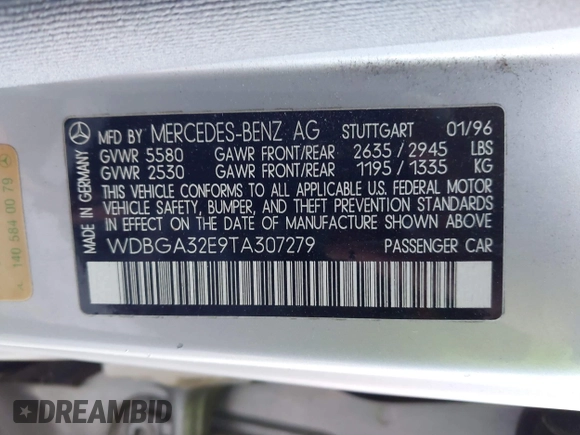 MFD BY MERCEDES-BENZ AG STUTTGART 01/96
GVWR 5580 GAWR FRONT/REAR 2635 / 2945 LBS
GVWR 2530 GAWR FRONT/REAR 1195 / 1335 KG
THIS VEHICLE CONFORMS TO ALL APPLICABLE U.S. FEDERAL MOTOR
VEHICLE SAFETY, BUMPER, AND THEFT PREVENTION STANDARDS
IN EFFECT ON THE DATE OF MANUFACTURE SHOWN ABOVE.
WDBGA32E9TA307279 PASSENGER CAR
MADE IN GERMANY
140 584 00 79
DREAMBID